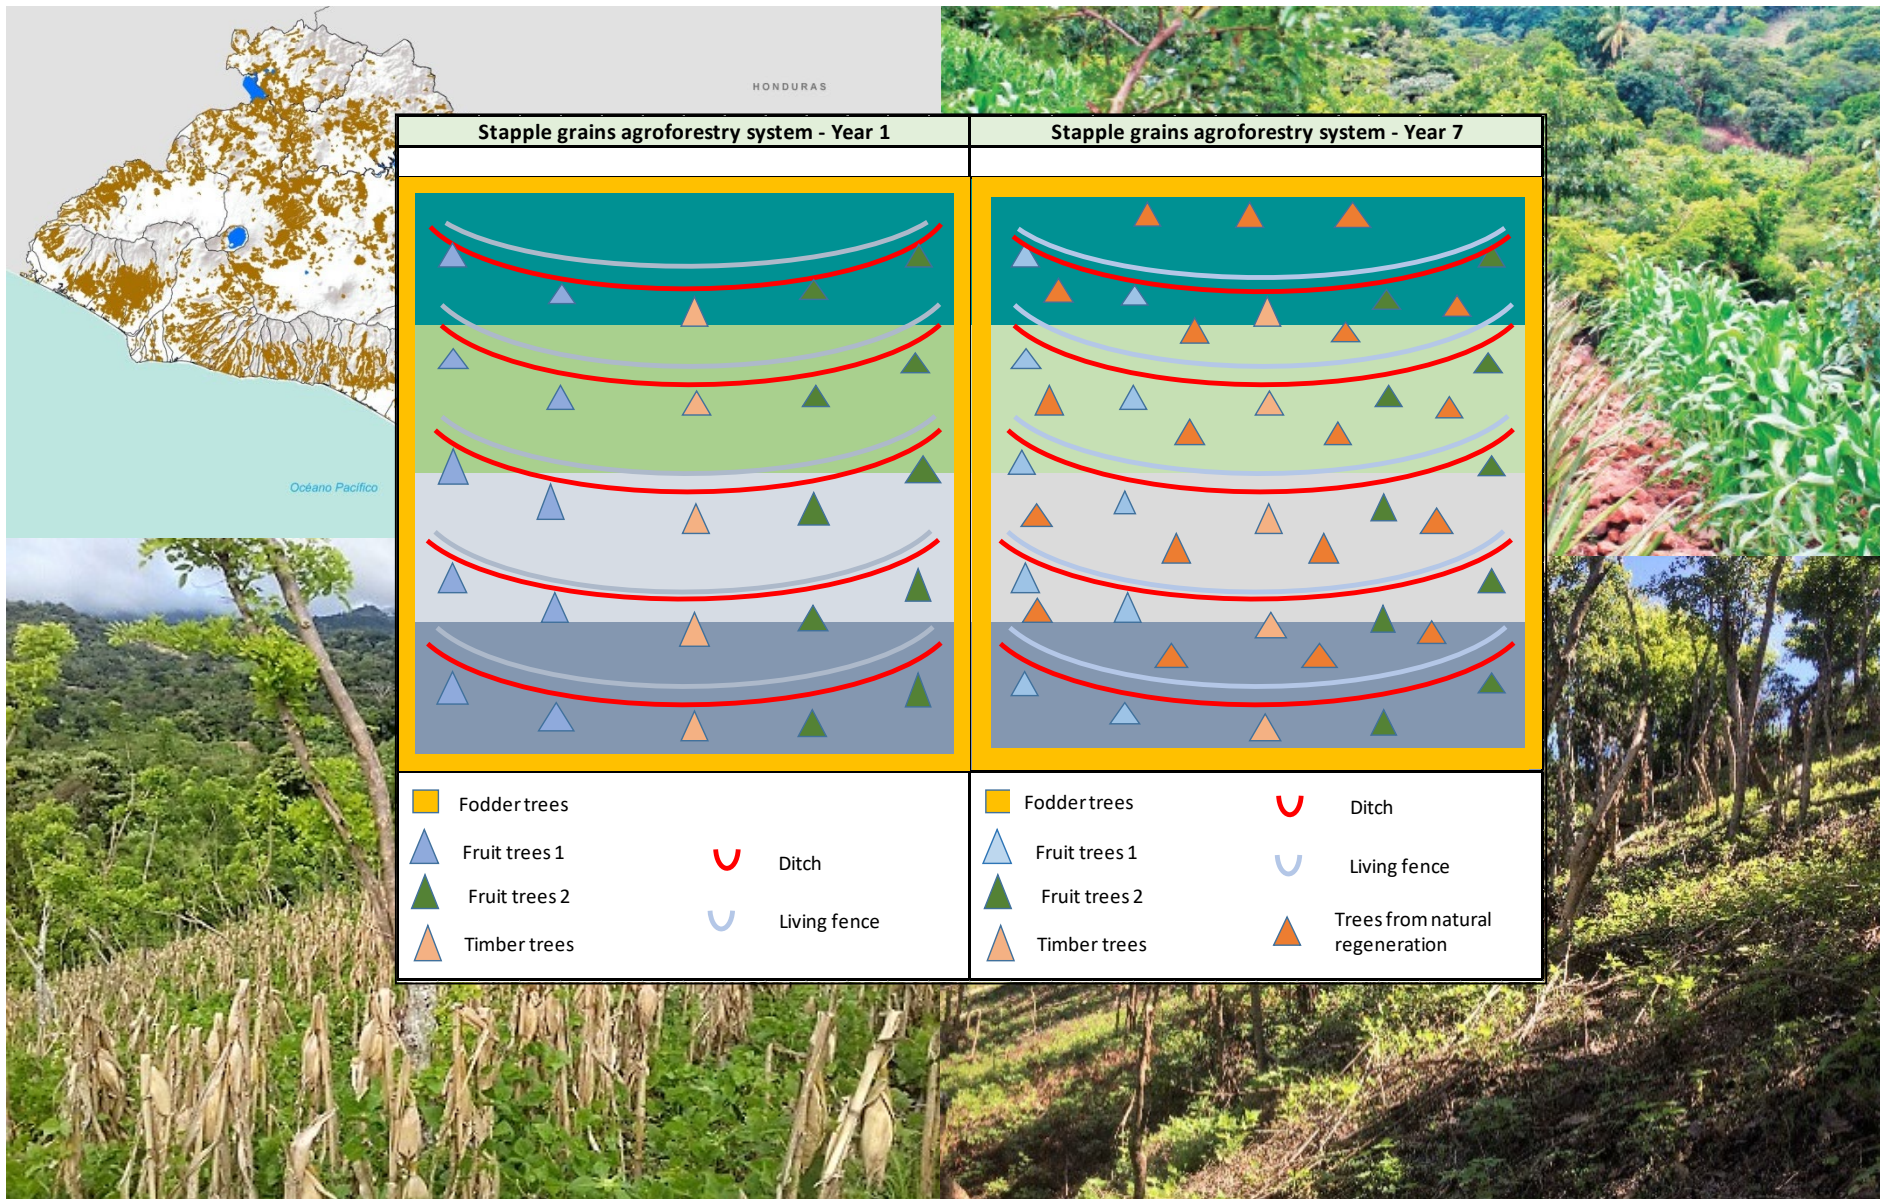 HONDURAS
Océano Pacífico
Stapple grains agroforestry system - Year 1
Stapple grains agroforestry system - Year 7
Fodder trees
Fruit trees 1
Fruit trees 2
Timber trees
Ditch
Living fence
Fodder trees
Fruit trees 1
Fruit trees 2
Timber trees
Ditch
Living fence
Trees from natural
regeneration